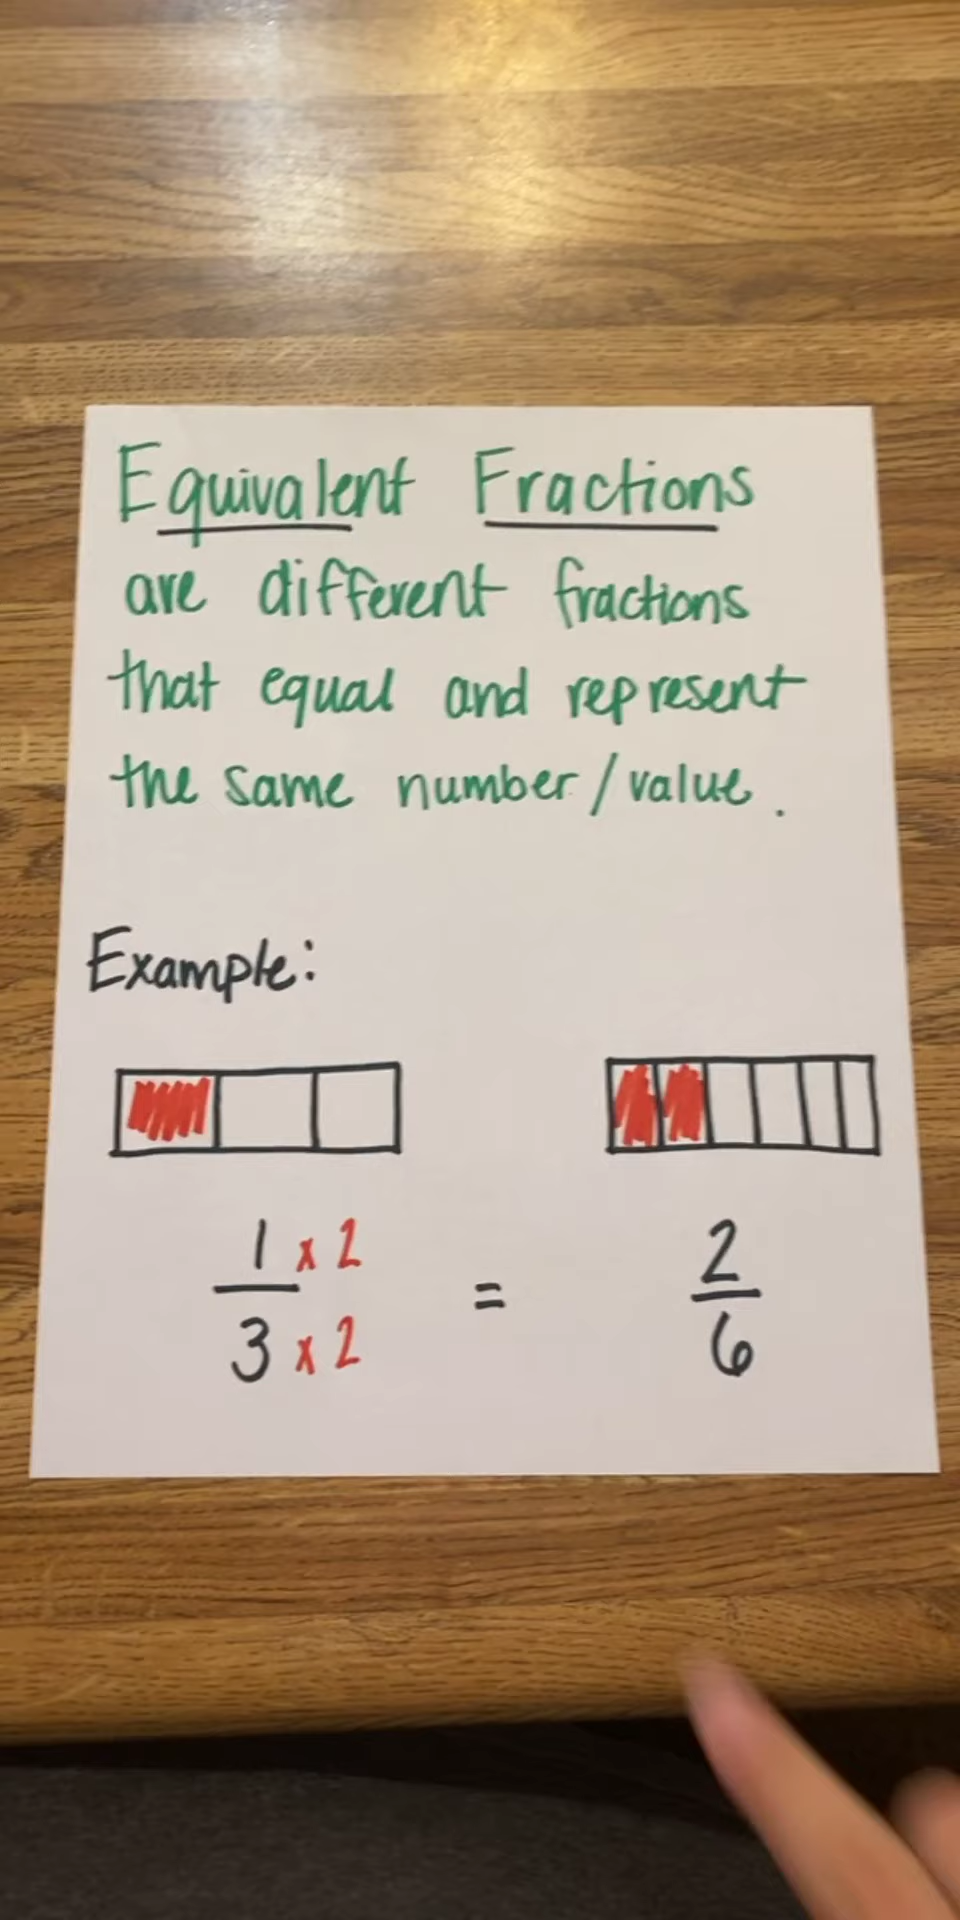 Equivalent Fractions
are different fractions
that equal and represent
the same number/value.
Example:
1 x 2
3 x 2
=
2
6